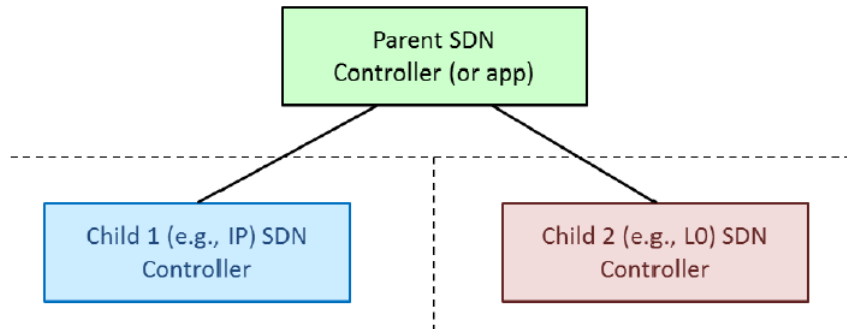 Parent SDN
Controller (or app)
Child 1 (e.g., IP) SDN
Controller
Child 2 (e.g., L0) SDN
Controller